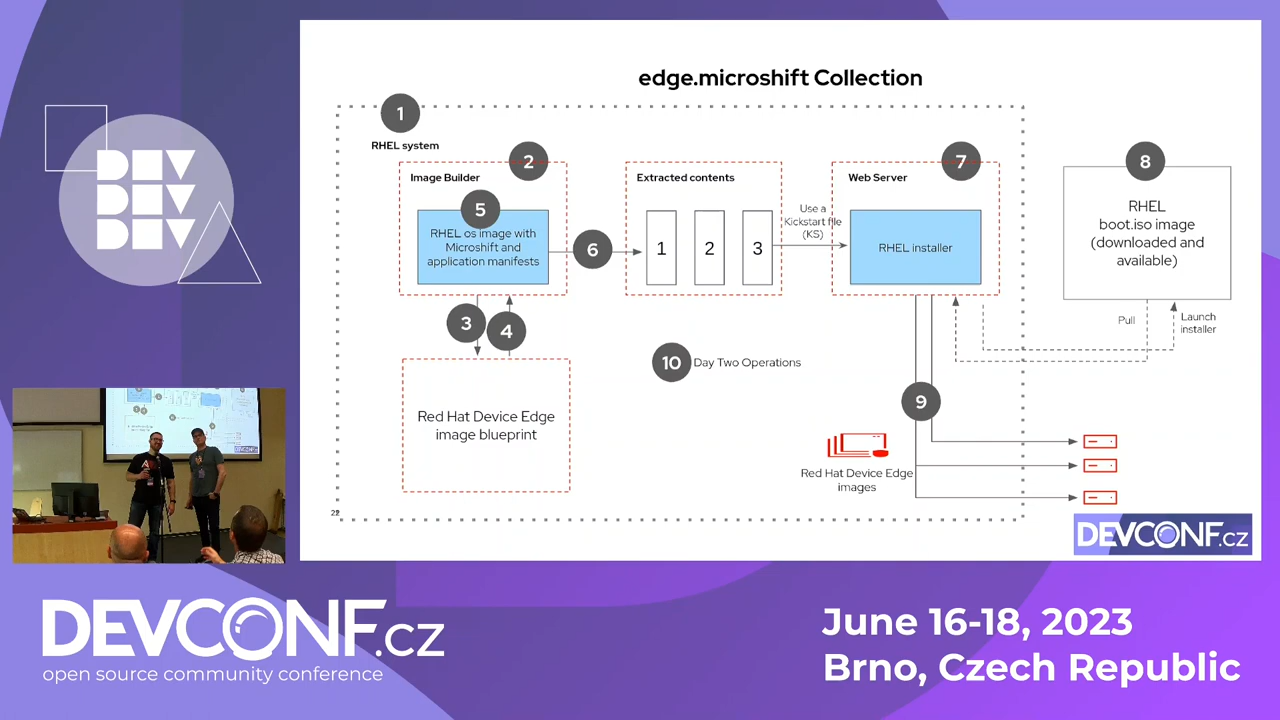 DEV
DEV
DEV
edge.microshift Collection
1
RHEL system
2
Image Builder
5
RHEL os image with
Microshift and
application manifests
6
Extracted contents
1
2
3
Use a
Kickstart file
(KS)
7
Web Server
RHEL installer
8
RHEL
boot.iso image
(downloaded and
available)
3
4
Pull
Launch
installer
10
Day Two Operations
Red Hat Device Edge
image blueprint
9
Red Hat Device Edge
images
22
DEVCONF.cz
DEVCONF.cz
open source community conference
June 16-18, 2023
Brno, Czech Republic